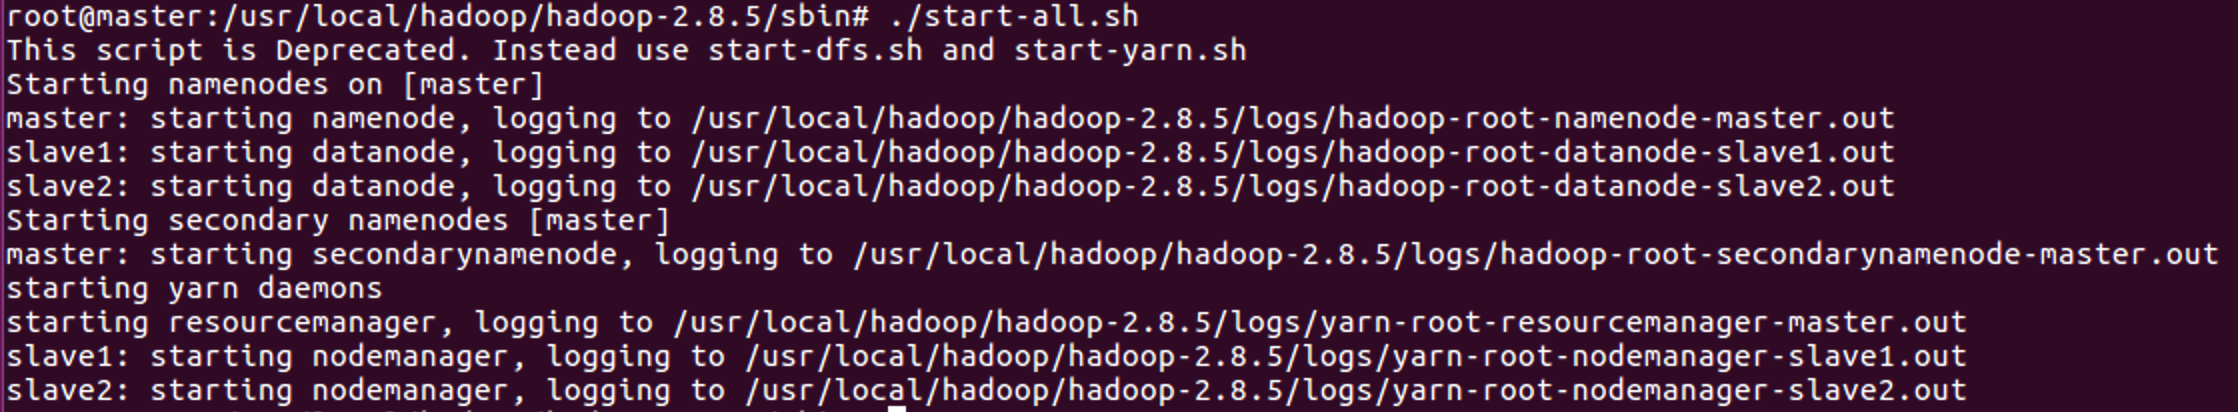 root@master:/usr/local/hadoop/hadoop-2.8.5/sbin# ./start-all.sh
This script is Deprecated. Instead use start-dfs.sh and start-yarn.sh
Starting namenodes on [master]
master: starting namenode, logging to /usr/local/hadoop/hadoop-2.8.5/logs/hadoop-root-namenode-master.out
slave1: starting datanode, logging to /usr/local/hadoop/hadoop-2.8.5/logs/hadoop-root-datanode-slave1.out
slave2: starting datanode, logging to /usr/local/hadoop/hadoop-2.8.5/logs/hadoop-root-datanode-slave2.out
Starting secondary namenodes [master]
master: starting secondarynamenode, logging to /usr/local/hadoop/hadoop-2.8.5/logs/hadoop-root-secondarynamenode-master.out
starting yarn daemons
starting resourcemanager, logging to /usr/local/hadoop/hadoop-2.8.5/logs/yarn-root-resourcemanager-master.out
slave1: starting nodemanager, logging to /usr/local/hadoop/hadoop-2.8.5/logs/yarn-root-nodemanager-slave1.out
slave2: starting nodemanager, logging to /usr/local/hadoop/hadoop-2.8.5/logs/yarn-root-nodemanager-slave2.out